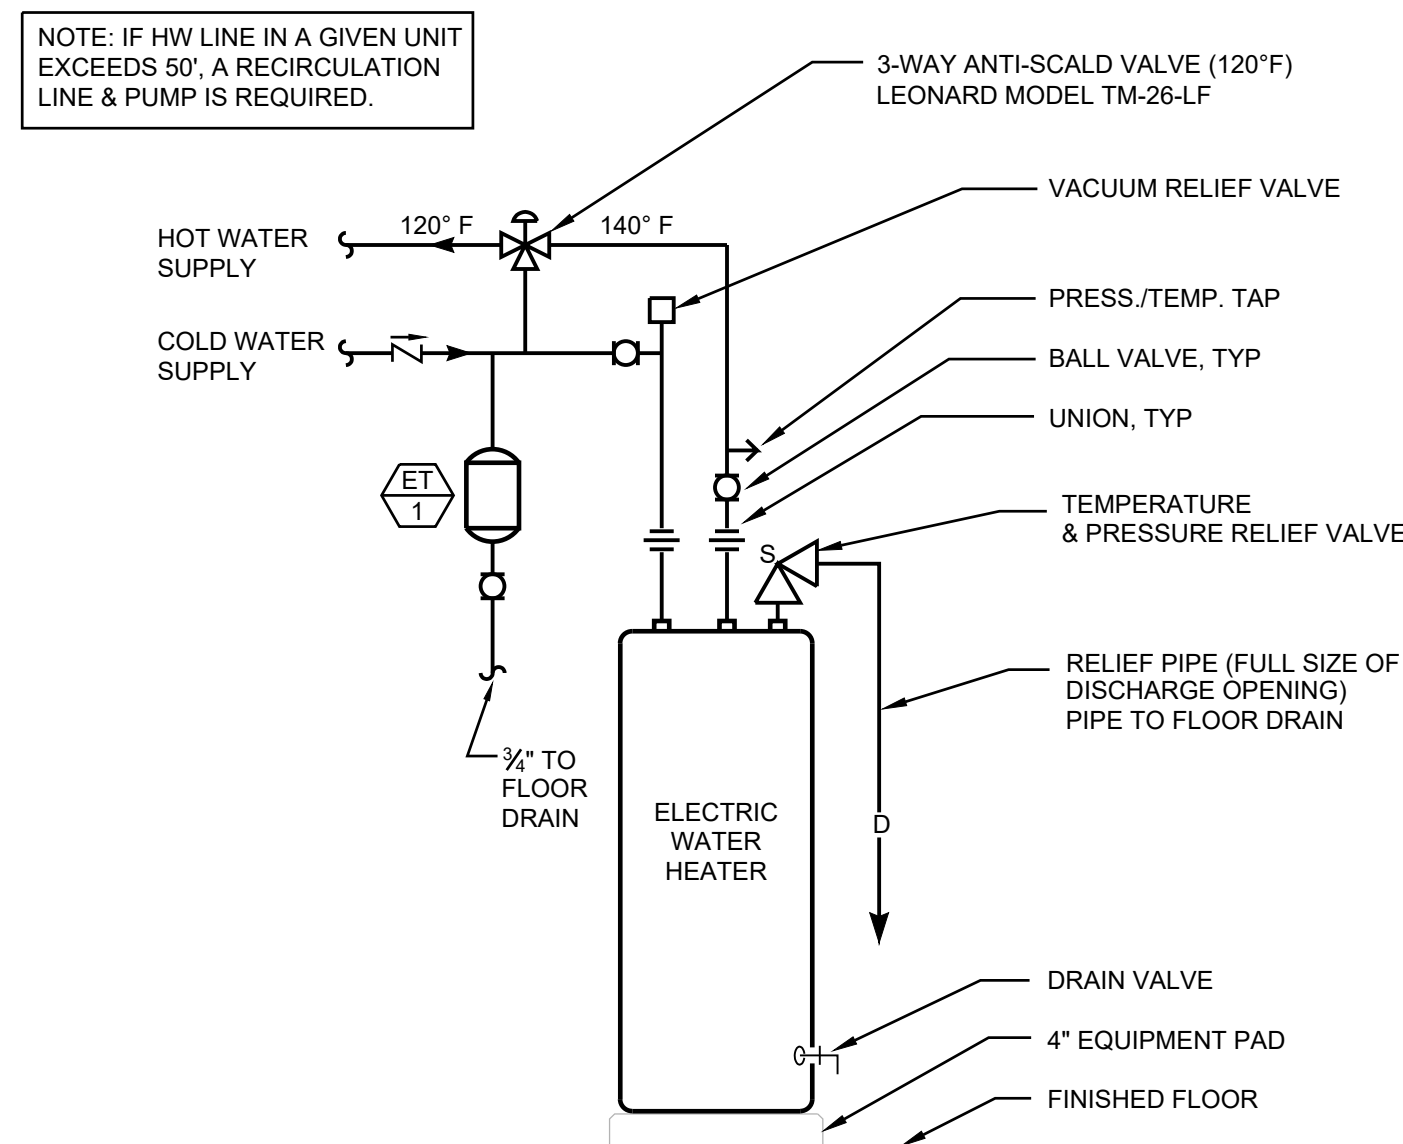 NOTE: IF HW LINE IN A GIVEN UNIT
EXCEEDS 50', A RECIRCULATION
LINE & PUMP IS REQUIRED.
3-WAY ANTI-SCALD VALVE (120°F)
LEONARD MODEL TM-26-LF
VACUUM RELIEF VALVE
120° F
140° F
HOT WATER
SUPPLY
PRESS./TEMP. TAP
COLD WATER
SUPPLY
BALL VALVE, TYP
UNION, TYP
ET
1
TEMPERATURE
& PRESSURE RELIEF VALVE
S
RELIEF PIPE (FULL SIZE OF
DISCHARGE OPENING)
PIPE TO FLOOR DRAIN
¾" TO
FLOOR
DRAIN
ELECTRIC
WATER
HEATER
D
DRAIN VALVE
4" EQUIPMENT PAD
FINISHED FLOOR